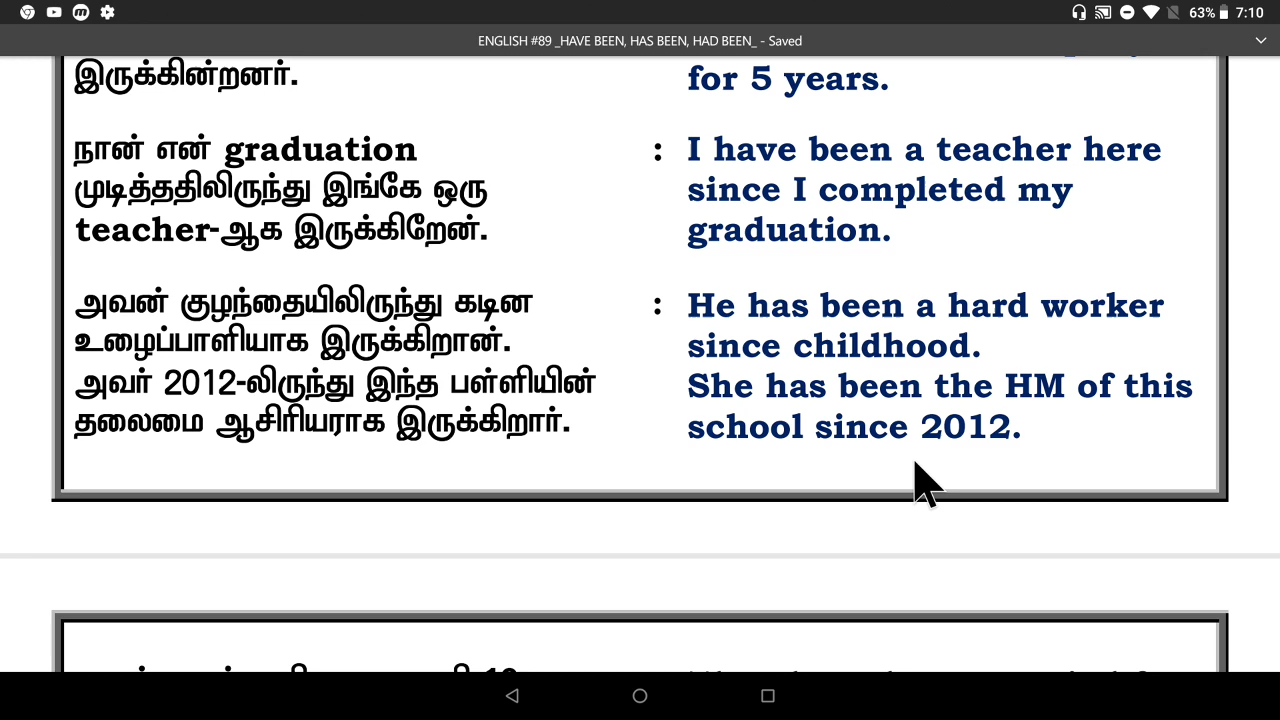 63% 7:10
ENGLISH #89 _HAVE BEEN, HAS BEEN, HAD BEEN_ - Saved
இருக்கின்றனர்.
for 5 years.
நான் என் graduation : I have been a teacher here
முடித்ததிலிருந்து இங்கே ஒரு since I completed my
teacher-ஆக இருக்கிறேன். graduation.
அவன் குழந்தையிலிருந்து கடின : He has been a hard worker
உழைப்பாளியாக இருக்கிறான். since childhood.
அவர் 2012-லிருந்து இந்த பள்ளியின் She has been the HM of this
தலைமை ஆசிரியராக இருக்கிறார். school since 2012.